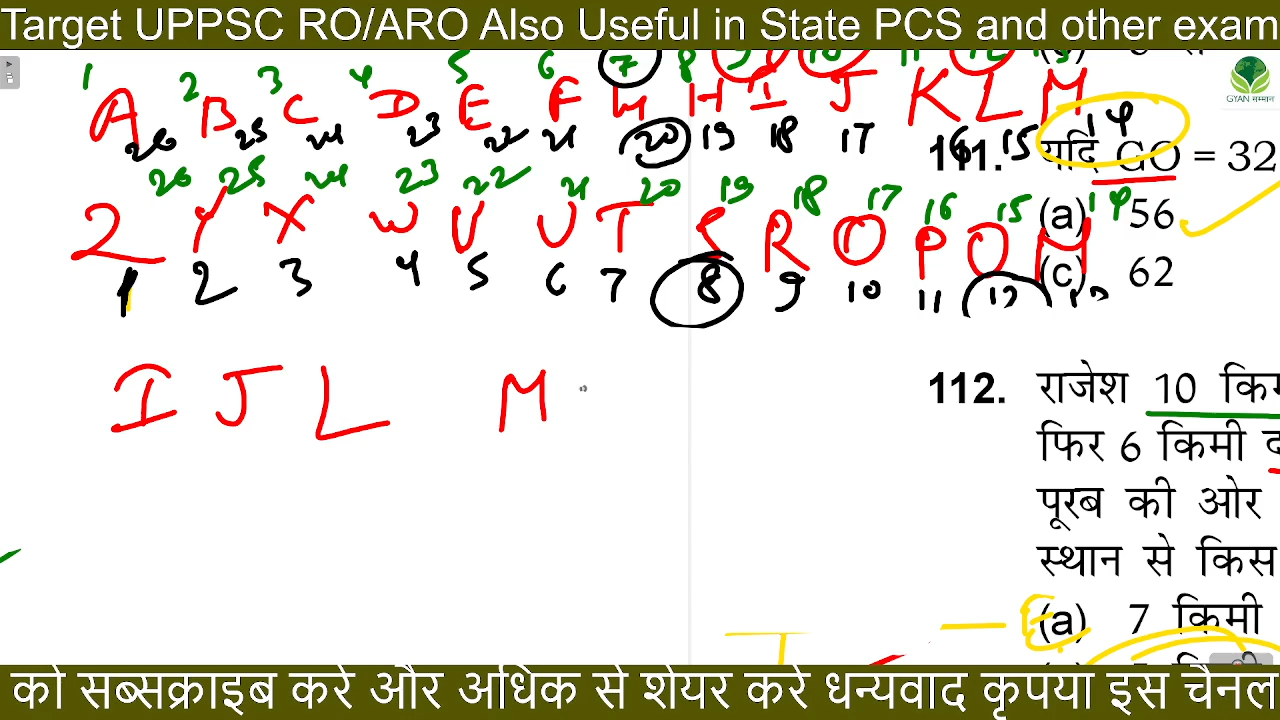 Target UPPSC RO/ARO Also Useful in State PCS and other exam
GYAN सम्मान
1 2 3 4 5 6 7 8
A B C D E F H I J K L M
26 25 24 23 22 21 20 19 18 17 16 15 14
111. यदि GO = 32
26 25 24 23 22 21 20 19 18 17 16 15 14
(a) 56
Z Y X W V U T S R Q P O M
(c) 62
1 2 3 4 5 6 7 8 9 10 11 12
I J L M
112. राजेश 10
फिर 6 किमी
पूरब की ओर
स्थान से किस
(a) 7 किमी
को सब्सक्राइब करे और अधिक से शेयर करे धन्यवाद कृपया इस चैनल